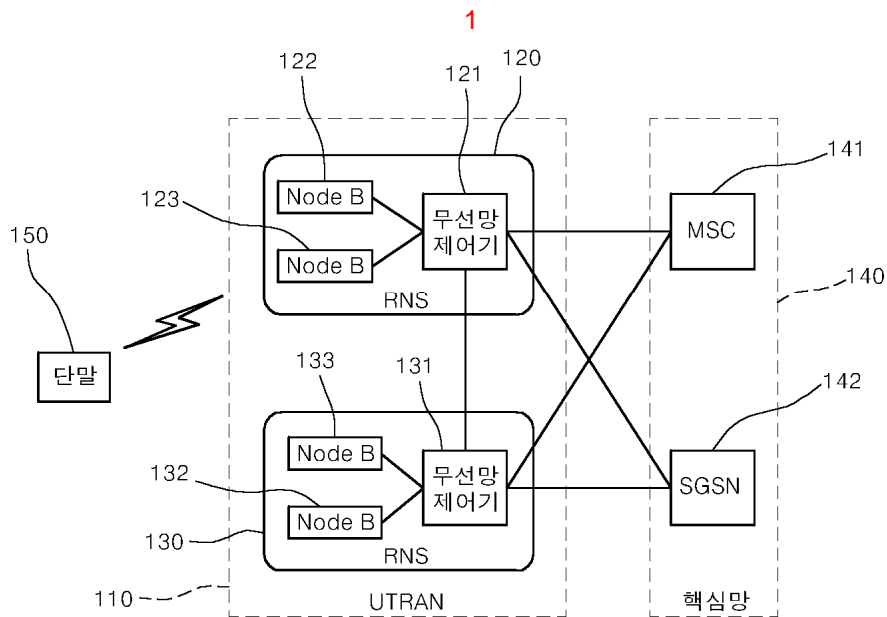 1
122
121
120
141
123
Node B
무선망
제어기
MSC
150
Node B
140
RNS
단말
133
131
142
Node B
132
무선망
제어기
SGSN
Node B
130
RNS
110
UTRAN
핵심망